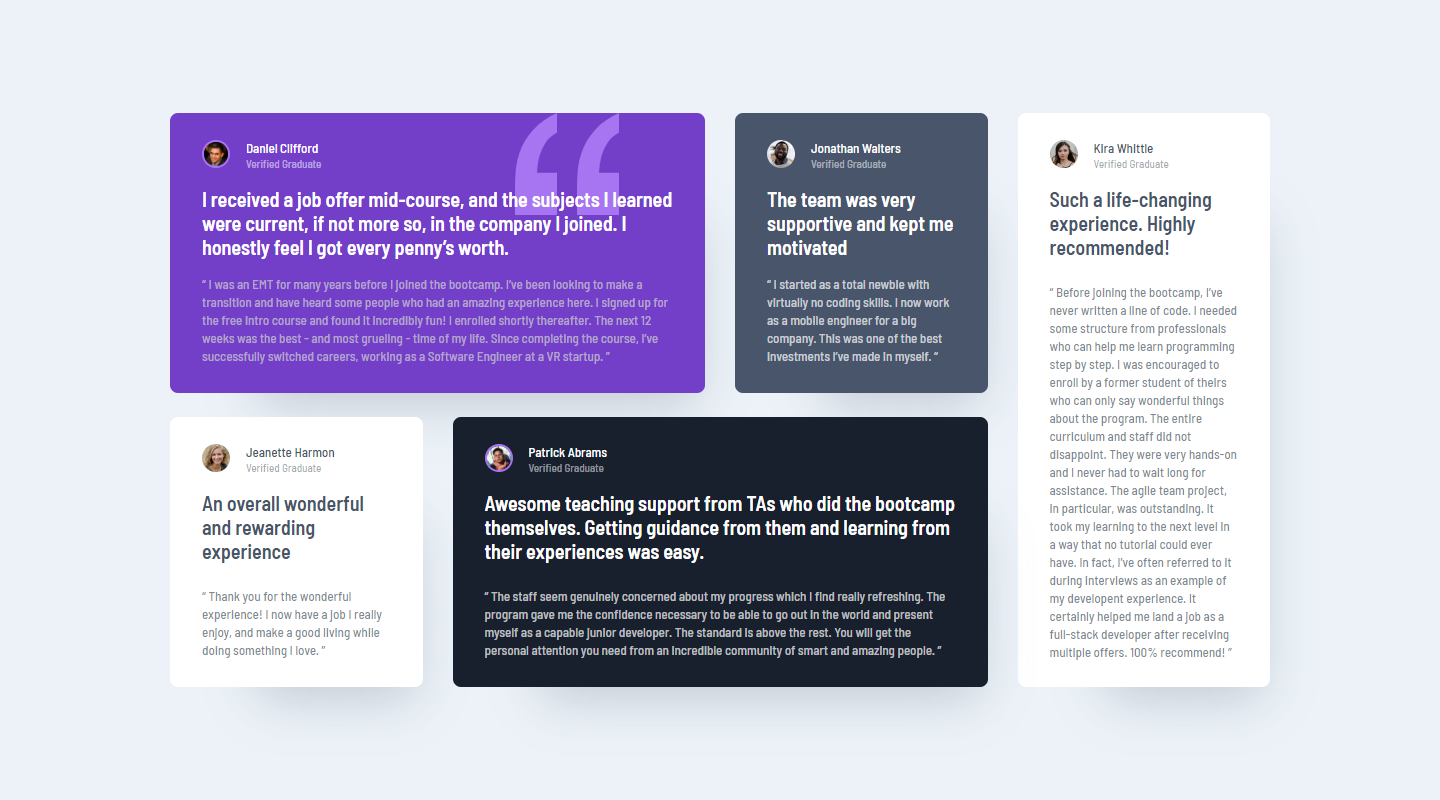 Daniel Clifford
Verified Graduate
I received a job offer mid-course, and the subjects I learned
were current, if not more so, in the company I joined. I
honestly feel I got every penny’s worth.
“ I was an EMT for many years before I joined the bootcamp. I’ve been looking to make a
transition and have heard some people who had an amazing experience here. I signed up for
the free intro course and found it incredibly fun! I enrolled shortly thereafter. The next 12
weeks was the best - and most grueling - time of my life. Since completing the course, I’ve
successfully switched careers, working as a Software Engineer at a VR startup. ”
Jonathan Walters
Verified Graduate
The team was very
supportive and kept me
motivated
“ I started as a total newbie with
virtually no coding skills. I now work
as a mobile engineer for a big
company. This was one of the best
investments I’ve made in myself. ”
Kira Whittle
Verified Graduate
Such a life-changing
experience. Highly
recommended!
“ Before joining the bootcamp, I’ve
never written a line of code. I needed
some structure from professionals
who can help me learn programming
step by step. I was encouraged to
enroll by a former student of theirs
who can only say wonderful things
about the program. The entire
curriculum and staff did not
disappoint. They were very hands-on
and I never had to wait long for
assistance. The agile team project,
in particular, was outstanding. It
took my learning to the next level in
a way that no tutorial could ever
have. In fact, I’ve often referred to it
during interviews as an example of
my developent experience. It
certainly helped me land a job as a
full-stack developer after receiving
multiple offers. 100% recommend! ”
Jeanette Harmon
Verified Graduate
An overall wonderful
and rewarding
experience
“ Thank you for the wonderful
experience! I now have a job I really
enjoy, and make a good living while
doing something I love. ”
Patrick Abrams
Verified Graduate
Awesome teaching support from TAs who did the bootcamp
themselves. Getting guidance from them and learning from
their experiences was easy.
“ The staff seem genuinely concerned about my progress which I find really refreshing. The
program gave me the confidence necessary to be able to go out in the world and present
myself as a capable junior developer. The standard is above the rest. You will get the
personal attention you need from an incredible community of smart and amazing people. ”